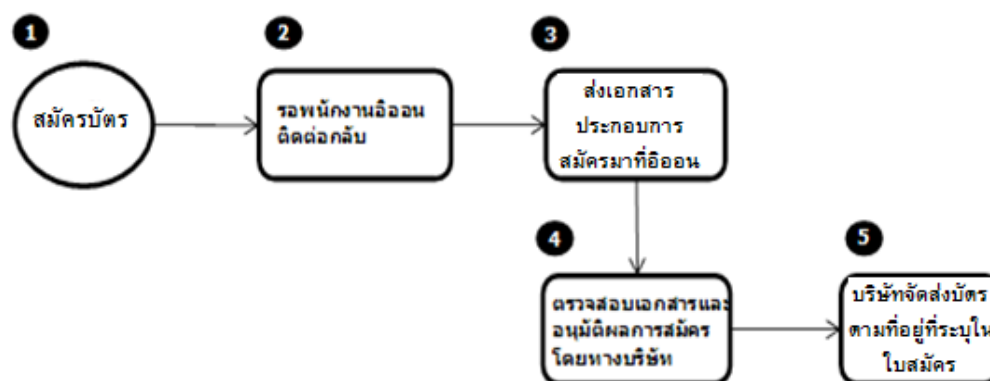 1
สมัครบัตร
2
รอพนักงานอิออน
ติดต่อกลับ
3
ส่งเอกสาร
ประกอบการ
สมัครมาที่อิออน
4
ตรวจสอบเอกสารและ
อนุมัติผลการสมัคร
โดยทางบริษัท
5
บริษัทจัดส่งบัตร
ตามที่อยู่ที่ระบุใน
ใบสมัคร